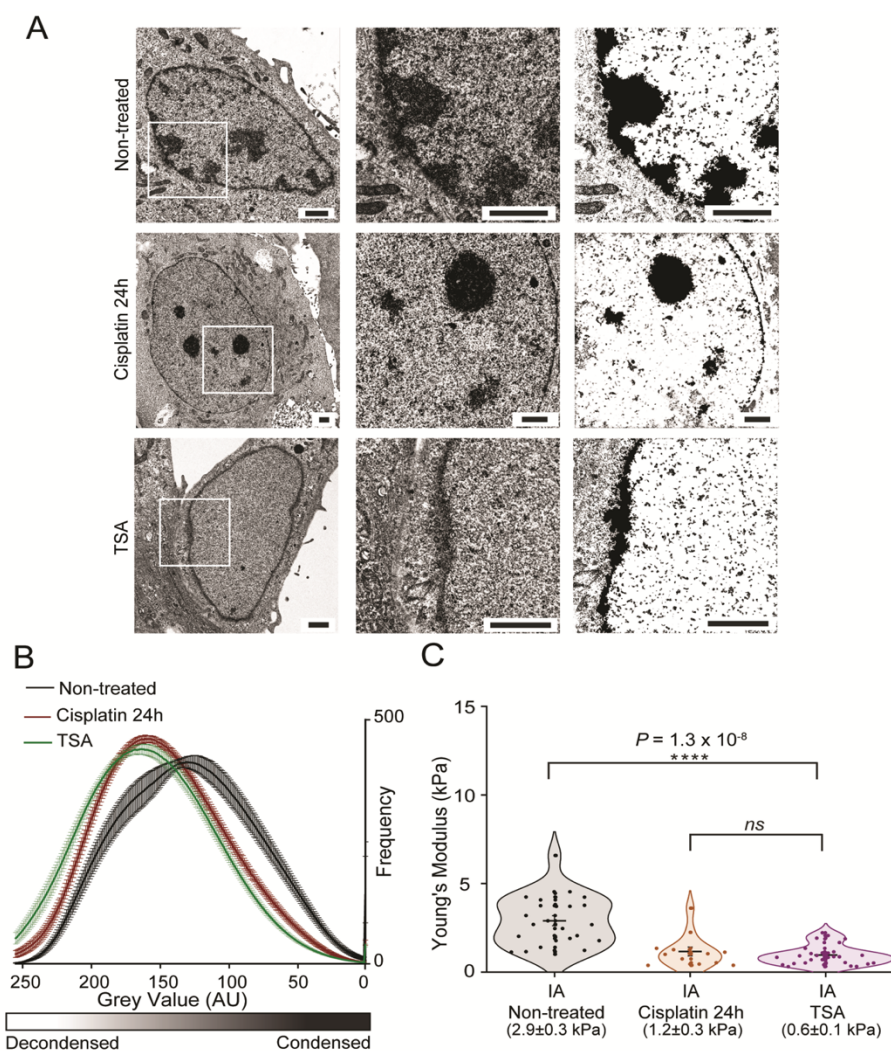 A
Non-treated
Cisplatin 24h
TSA
B
Non-treated
Cisplatin 24h
TSA
500
Frequency
0
250 200 150 100 50 0
Grey Value (AU)
Decondensed Condensed
C
15
P = 1.3 x 10⁻⁸
****
10
ns
5
0
Young's Modulus (kPa)
IA IA IA
Non-treated Cisplatin 24h TSA
(2.9±0.3 kPa) (1.2±0.3 kPa) (0.6±0.1 kPa)